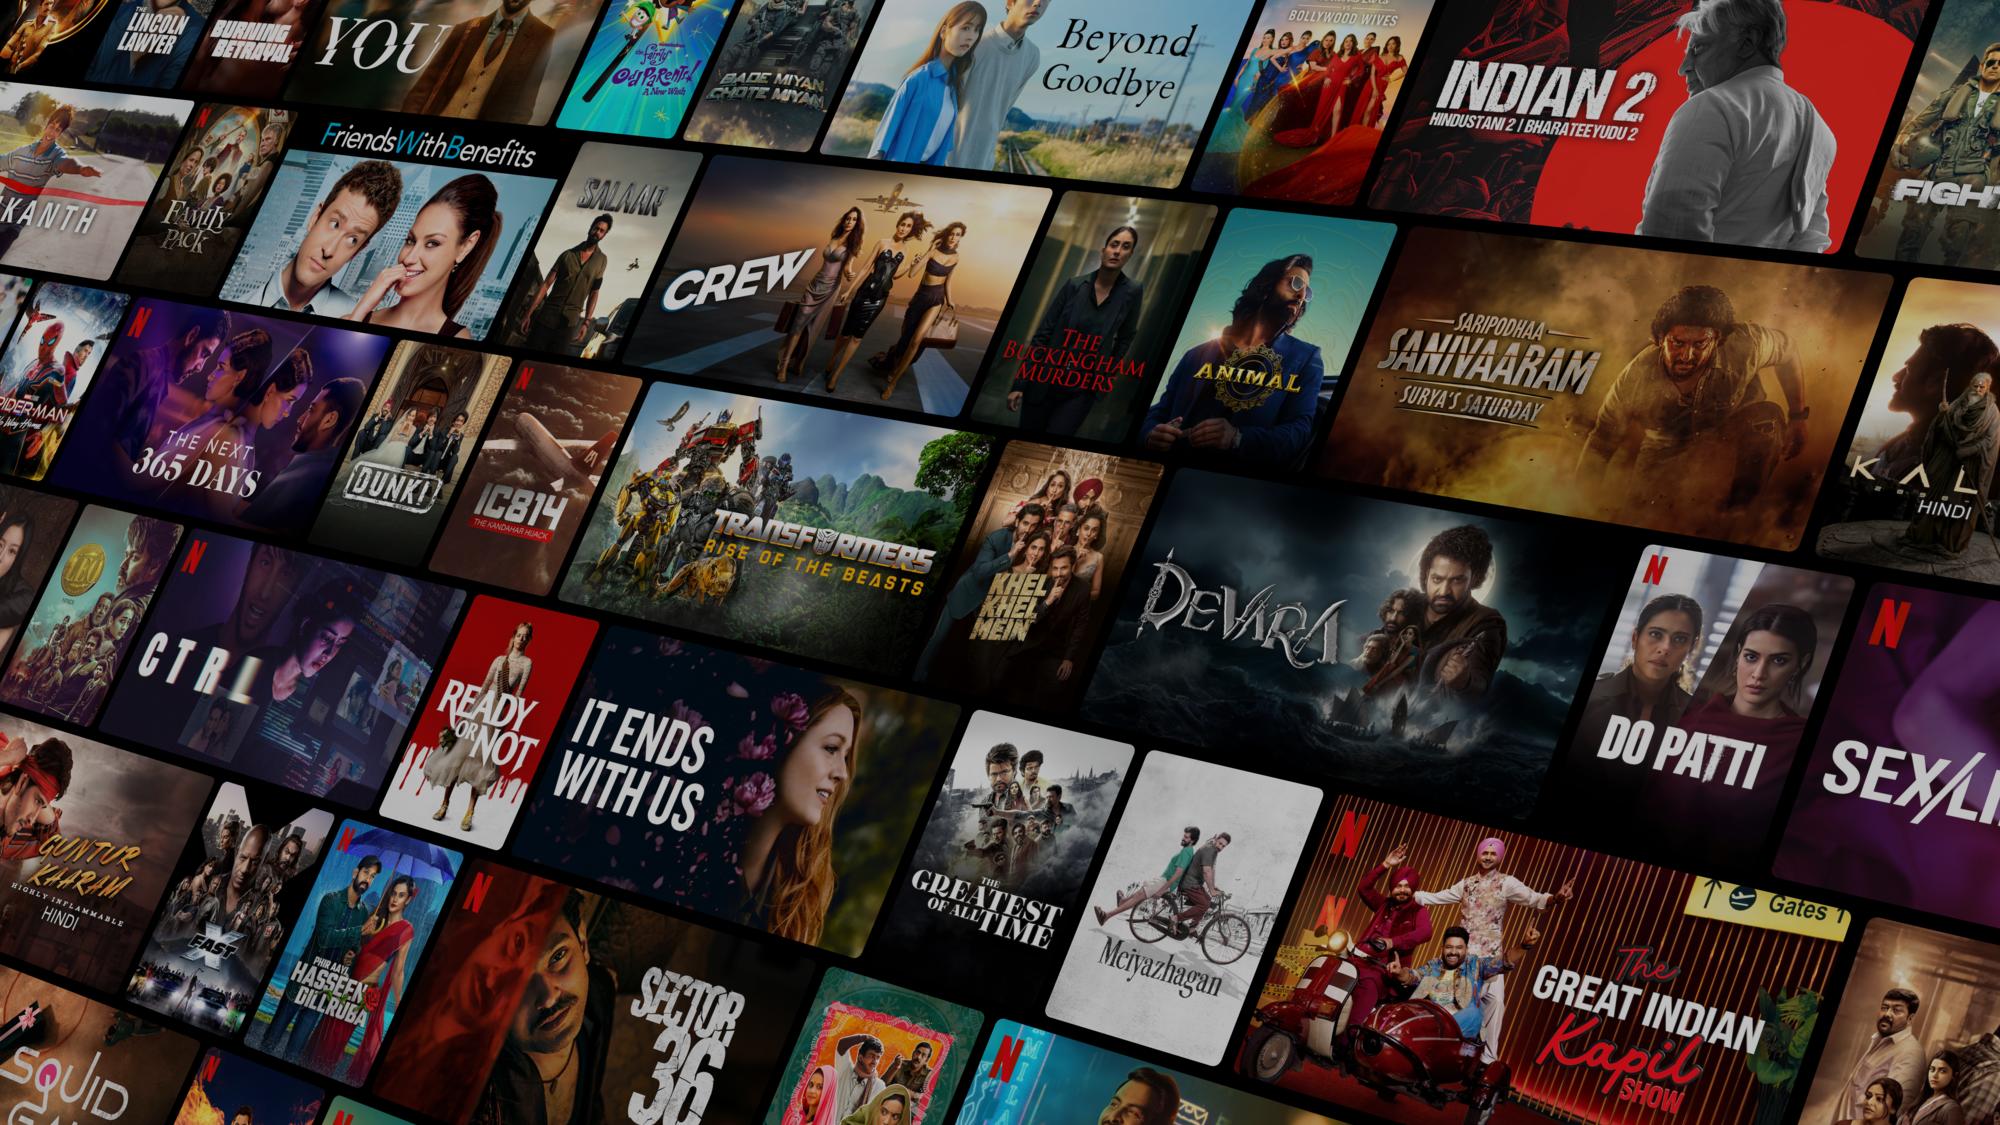 THE
LINCOLN
LAWYER
BURNING
BETRAYAL
YOU
the
Fairly
OddParents!
A New Wish
BADE MIYAN
CHOTE MIYAN
Beyond
Goodbye
BOLLYWOOD WIVES
INDIAN 2
HINDUSTANI 2 | BHARATEEYUDU 2
FIGHT
KANTH
N
FAMILY
PACK
FriendsWithBenefits
SALAAR
CREW
THE
BUCKINGHAM
MURDERS
ANIMAL
SARIPODHAA
SANIVAARAM
SURYA'S SATURDAY
KAL
HINDI
PIDER-MAN
No Way Home
N
THE NEXT
365 DAYS
DUNKI
N
IC814
THE KANDAHAR HIJACK
TRANSFORMERS
RISE OF THE BEASTS
KHEL
KHEL
MEIN
DEVARA
N
DO PATTI
N
SEX/LI
LEO
N
CTRL
READY
OR NOT
IT ENDS
WITH US
THE
GREATEST
OF ALL TIME
Meiyazhagan
N
N
Gates 1
The
GREAT INDIAN
Kapil
SHOW
GUNTUR
KAARAM
HIGHLY INFLAMMABLE
HINDI
FAST
X
N
PHIR AAYI
HASSEEN
DILLRUBA
N
SECTOR
36
SQUID
N
N
N
MILA